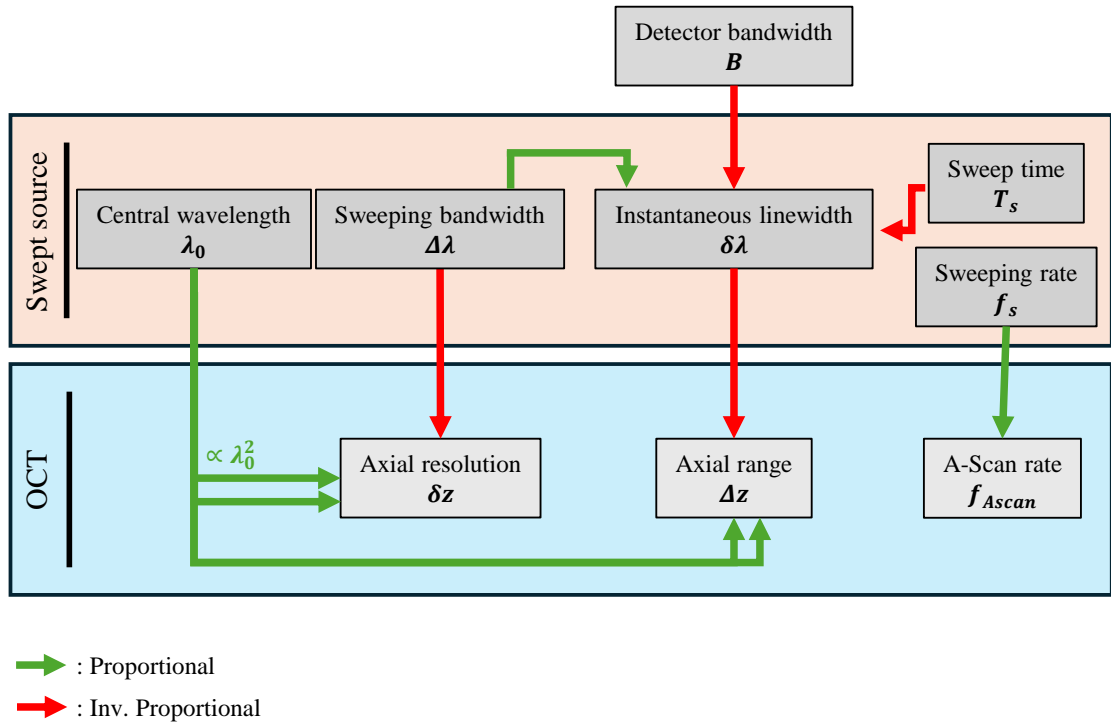 Detector bandwidth
B
Swept source
Central wavelength
λ₀
Sweeping bandwidth
Δλ
Instantaneous linewidth
δλ
Sweep time
Tₛ
Sweeping rate
fₛ
OCT
∝ λ₀²
Axial resolution
δz
Axial range
Δz
A-Scan rate
f_Ascan
: Proportional
: Inv. Proportional